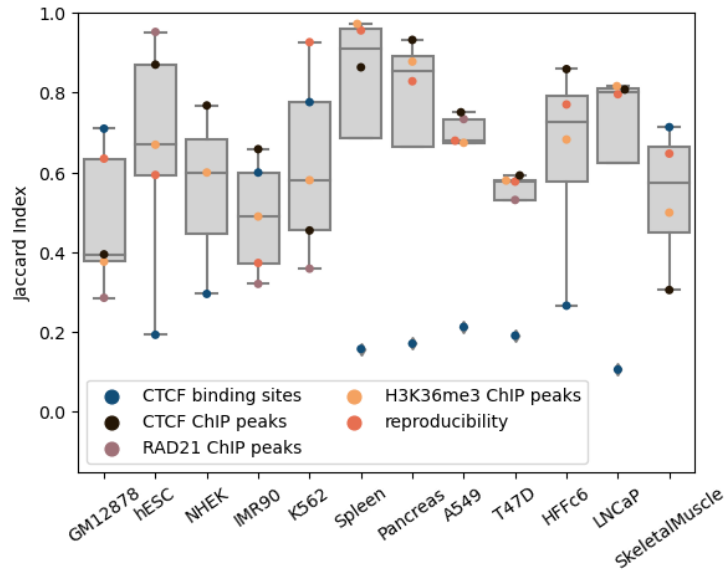 1.0
0.8
0.6
0.4
0.2
0.0
Jaccard Index
CTCF binding sites
CTCF ChIP peaks
RAD21 ChIP peaks
H3K36me3 ChIP peaks
reproducibility
GM12878
hESC
NHEK
IMR90
K562
Spleen
Pancreas
A549
T47D
HFFc6
LNCaP
SkeletalMuscle